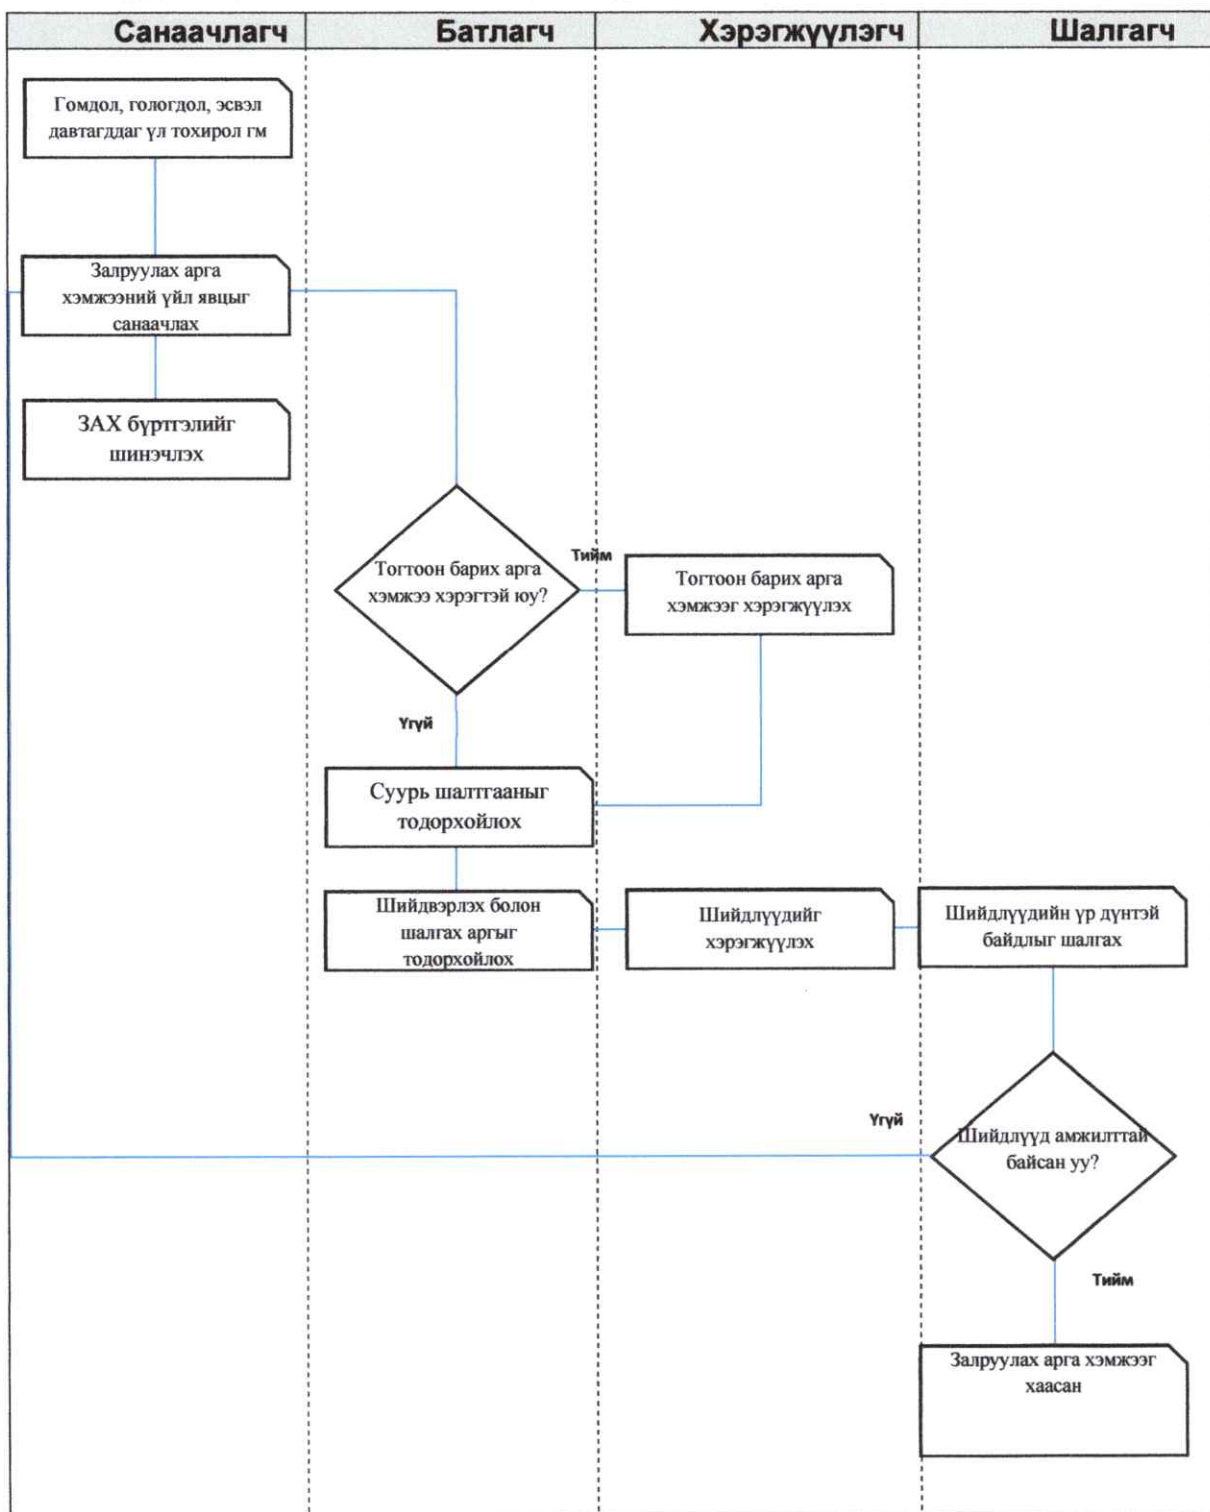 Санаачлагч Батлагч Хэрэгжүүлэгч Шалгагч
Гомдол, гологдол, эсвэл
давтагддаг үл тохирол гм
Залруулах арга
хэмжээний үйл явцыг
санаачлах
ЗАХ бүртгэлийг
шинэчлэх
Тогтоон барих арга
хэмжээ хэрэгтэй юу?
Тийм
Тогтоон барих арга
хэмжээг хэрэгжүүлэх
Үгүй
Суурь шалтгааныг
тодорхойлох
Шийдвэрлэх болон
шалгах аргыг
тодорхойлох
Шийдлүүдийг
хэрэгжүүлэх
Шийдлүүдийн үр дүнтэй
байдлыг шалгах
Үгүй
Шийдлүүд амжилттай
байсан уу?
Тийм
Залруулах арга хэмжээг
хаасан